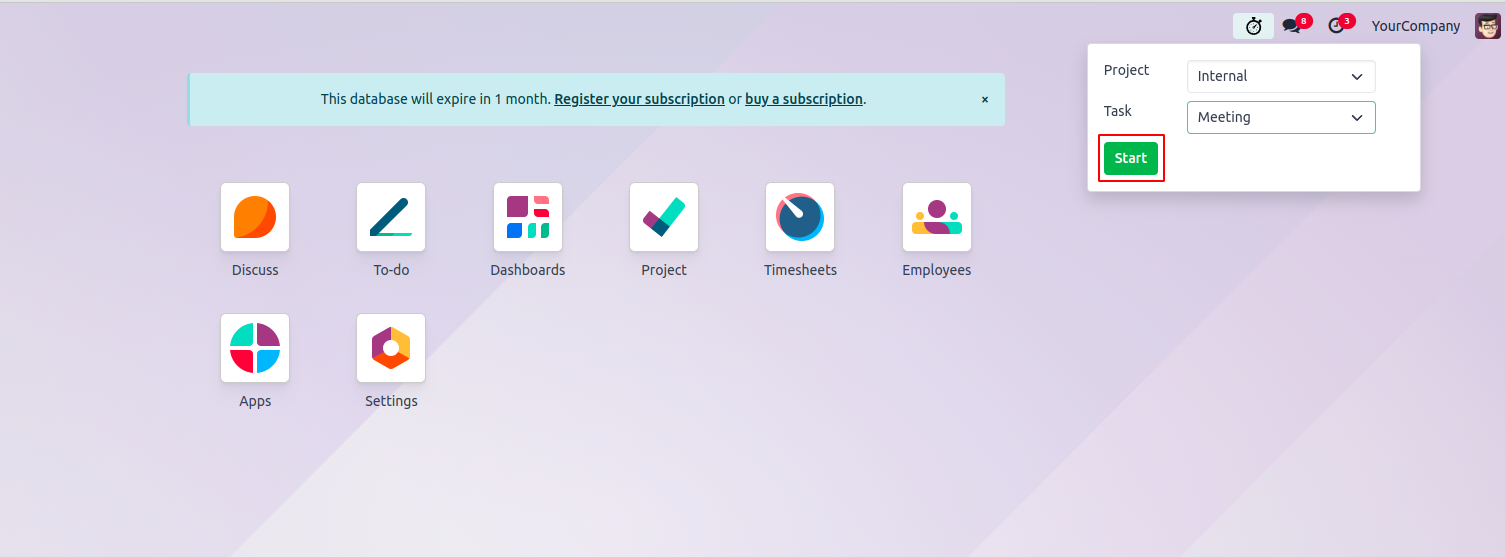 8
3
YourCompany
Project
Internal
Task
Meeting
Start
This database will expire in 1 month. Register your subscription or buy a subscription.
×
Discuss
To-do
Dashboards
Project
Timesheets
Employees
Apps
Settings